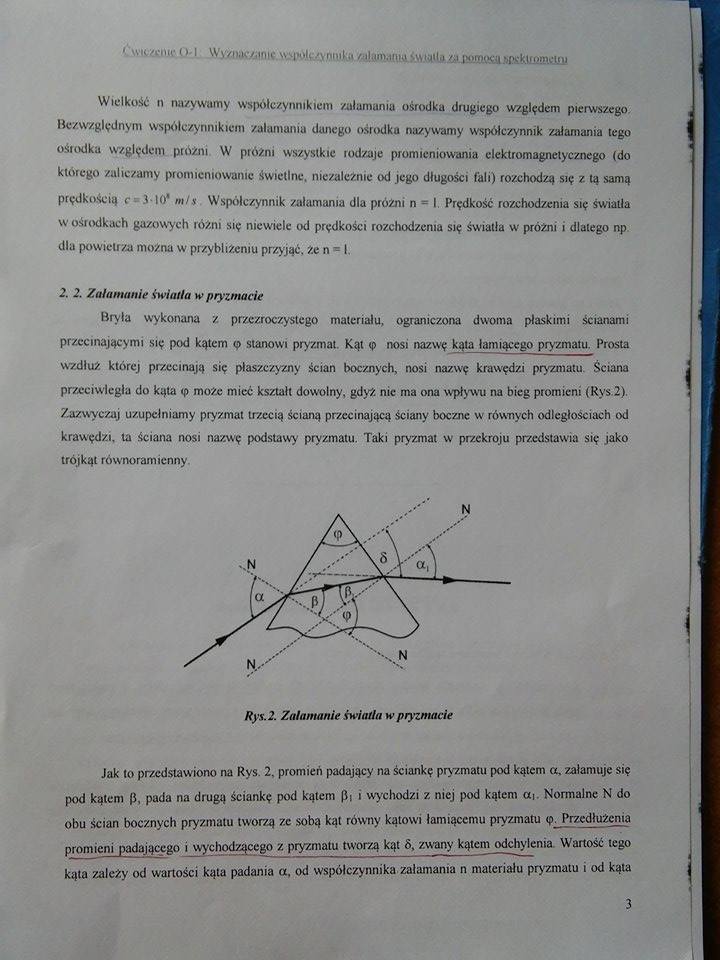 Ćwiczenie O-1 Wyznaczanie współczynnika załamania światła za pomocą spektrometru
Wielkość n nazywamy współczynnikiem załamania ośrodka drugiego względem pierwszego.
Bezwzględnym współczynnikiem załamania danego ośrodka nazywamy współczynnik załamania tego
ośrodka względem próżni. W próżni wszystkie rodzaje promieniowania elektromagnetycznego (do
którego zaliczamy promieniowanie świetlne, niezależnie od jego długości fali) rozchodzą się z tą samą
prędkością c = 3·10⁸ m/s. Współczynnik załamania dla próżni n = 1. Prędkość rozchodzenia się światła
w ośrodkach gazowych różni się niewiele od prędkości rozchodzenia się światła w próżni i dlatego np.
dla powietrza można w przybliżeniu przyjąć, że n = 1.
2. 2. Załamanie światła w pryzmacie
Bryła wykonana z przezroczystego materiału, ograniczona dwoma płaskimi ścianami
przecinającymi się pod kątem φ stanowi pryzmat. Kąt φ nosi nazwę kąta łamiącego pryzmatu. Prosta
wzdłuż której przecinają się płaszczyzny ścian bocznych, nosi nazwę krawędzi pryzmatu. Ściana
przeciwległa do kąta φ może mieć kształt dowolny, gdyż nie ma ona wpływu na bieg promieni (Rys.2).
Zazwyczaj uzupełniamy pryzmat trzecią ścianą przecinającą ściany boczne w równych odległościach od
krawędzi, ta ściana nosi nazwę podstawy pryzmatu. Taki pryzmat w przekroju przedstawia się jako
trójkąt równoramienny.
N
φ
N
δ
α₁
α
β
β₁
φ
N
N
Rys.2. Załamanie światła w pryzmacie
Jak to przedstawiono na Rys. 2, promień padający na ściankę pryzmatu pod kątem α, załamuje się
pod kątem β, pada na drugą ściankę pod kątem β₁ i wychodzi z niej pod kątem α₁. Normalne N do
obu ścian bocznych pryzmatu tworzą ze sobą kąt równy kątowi łamiącemu pryzmatu φ. Przedłużenia
promieni padającego i wychodzącego z pryzmatu tworzą kąt δ, zwany kątem odchylenia. Wartość tego
kąta zależy od wartości kąta padania α, od współczynnika załamania n materiału pryzmatu i od kąta
3